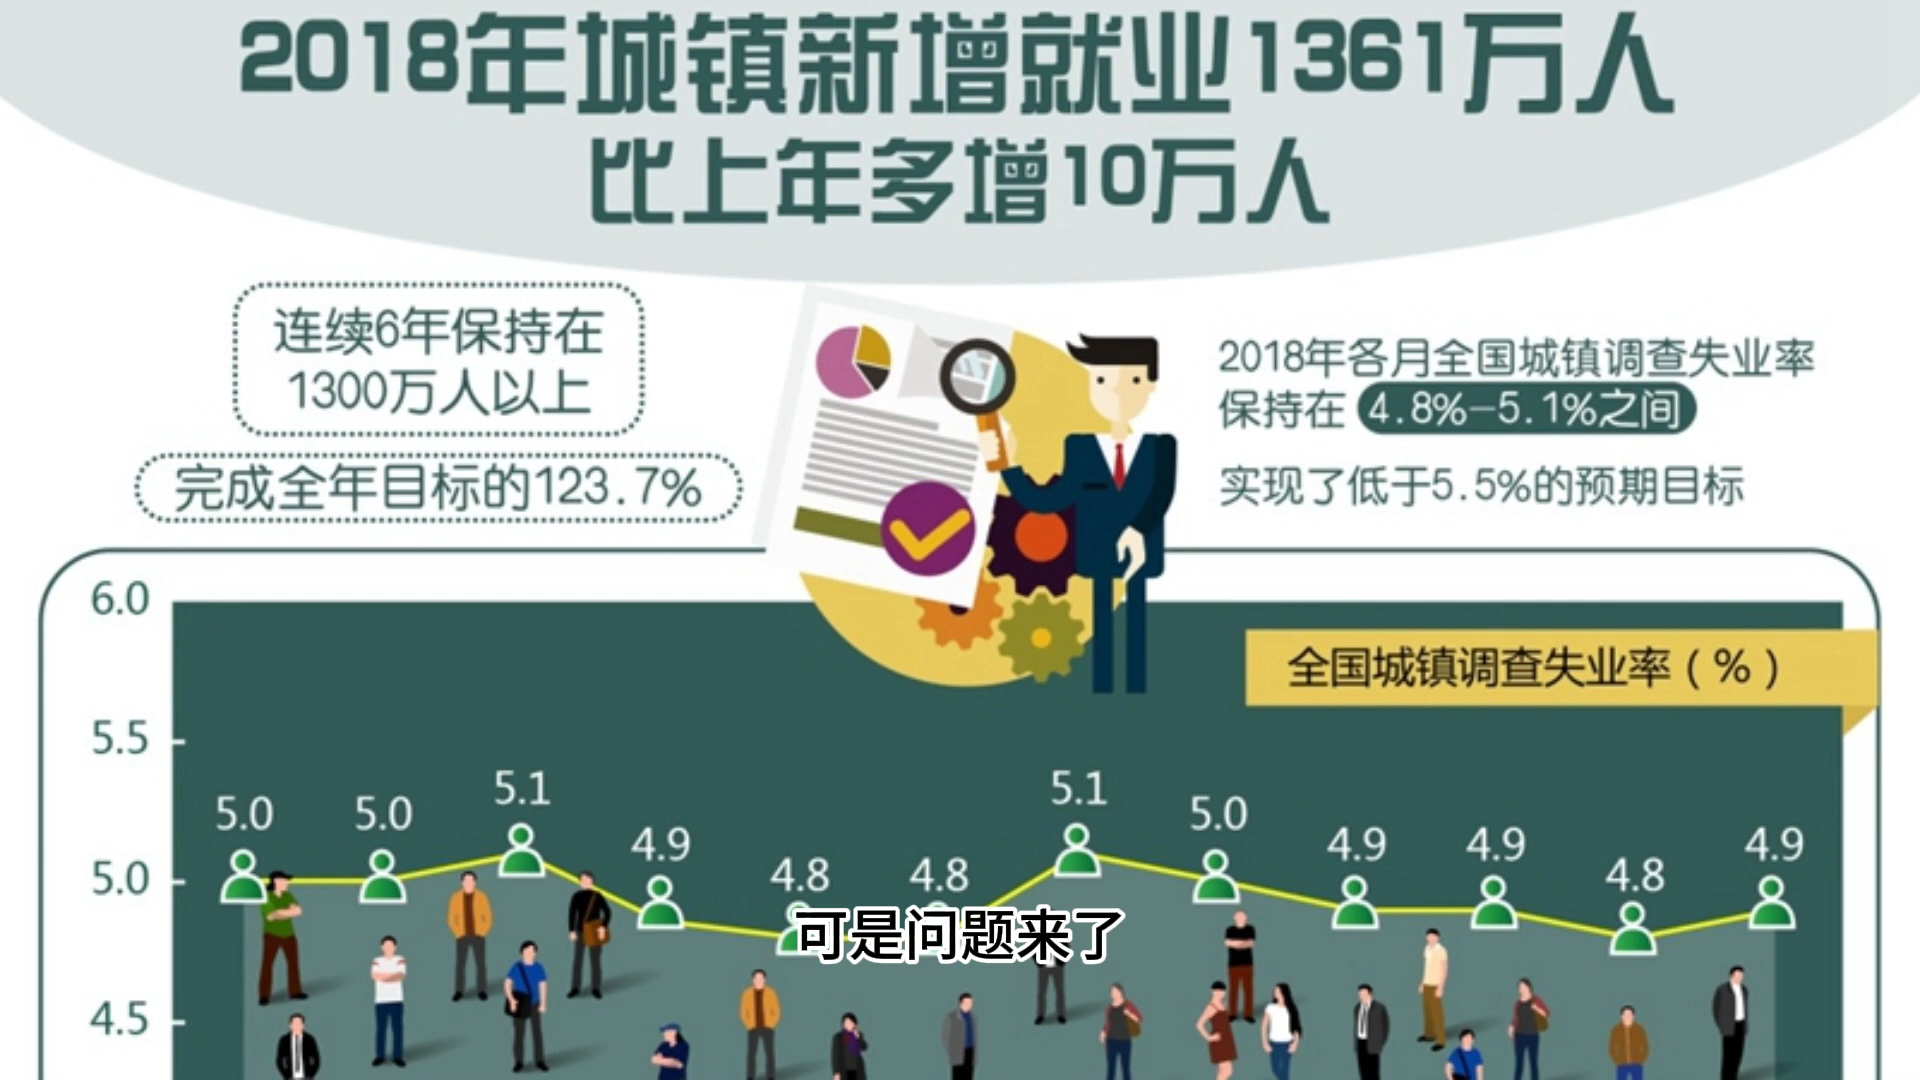 2018年城镇新增就业1361万人
比上年多增10万人
连续6年保持在
1300万人以上
完成全年目标的123.7%
2018年各月全国城镇调查失业率
保持在 4.8%-5.1%之间
实现了低于5.5%的预期目标
全国城镇调查失业率（%）
6.0
5.5
5.0
4.5
5.0 5.0 5.1 4.9 4.8 4.8 5.1 5.0 4.9 4.9 4.8 4.9
可是问题来了